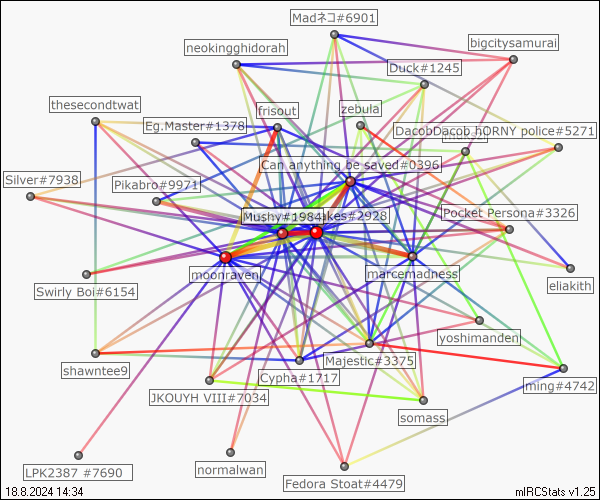 Madネコ#6901
bigcitysamurai
neokingghidorah
Duck#1245
thesecondtwat
frisout
zebula
Eg.Master#1378
DacobDacob hORNY police#5271
Can anything be saved#0396
Silver#7938
Pikabro#9971
Mushy#1984
akes#2928
Pocket Persona#3326
moonraven
marcemadness
eliakith
Swirly Boi#6154
yoshimanden
shawntee9
Cypha#1717
Majestic#3375
ming#4742
JKOUYH VIII#7034
somass
LPK2387 #7690
normalwan
Fedora Stoat#4479
18.8.2024 14:34
mIRCStats v1.25